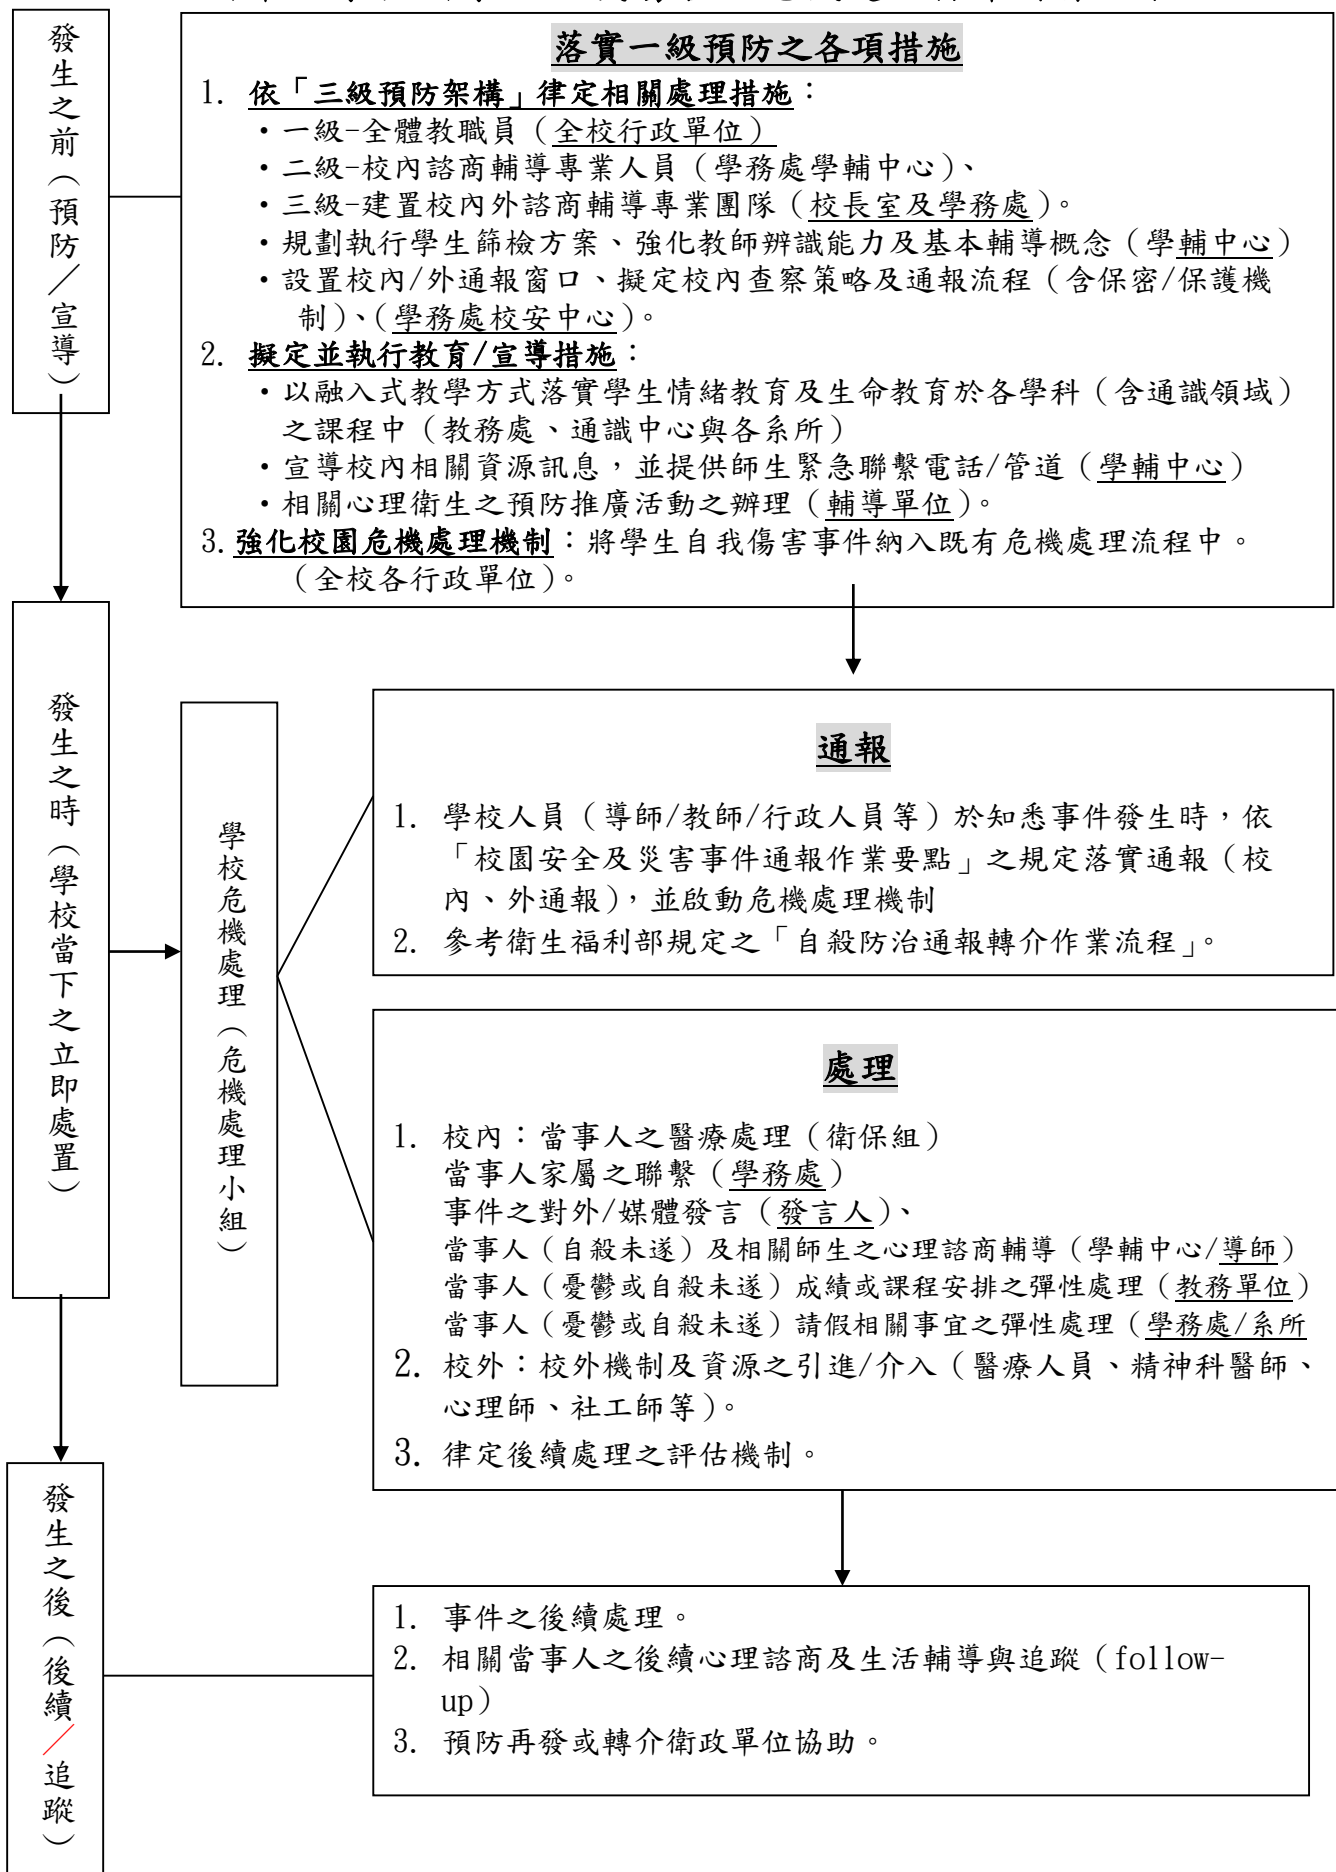 發生之前（預防／宣導）
落實一級預防之各項措施
1. 依「三級預防架構」律定相關處理措施：
・一級-全體教職員（全校行政單位）
・二級-校內諮商輔導專業人員（學務處學輔中心）、
・三級-建置校內外諮商輔導專業團隊（校長室及學務處）。
・規劃執行學生篩檢方案、強化教師辨識能力及基本輔導概念（學輔中心）
・設置校內/外通報窗口、擬定校內查察策略及通報流程（含保密/保護機
制）、（學務處校安中心）。
2. 擬定並執行教育/宣導措施：
・以融入式教學方式落實學生情緒教育及生命教育於各學科（含通識領域）
之課程中（教務處、通識中心與各系所）
・宣導校內相關資源訊息，並提供師生緊急聯繫電話/管道（學輔中心）
・相關心理衛生之預防推廣活動之辦理（輔導單位）。
3.強化校園危機處理機制：將學生自我傷害事件納入既有危機處理流程中。
（全校各行政單位）。
發生之時（學校當下之立即處置）
學校危機處理（危機處理小組）
通報
1. 學校人員（導師/教師/行政人員等）於知悉事件發生時，依
「校園安全及災害事件通報作業要點」之規定落實通報（校
內、外通報），並啟動危機處理機制
2. 參考衛生福利部規定之「自殺防治通報轉介作業流程」。
處理
1. 校內：當事人之醫療處理（衛保組）
當事人家屬之聯繫（學務處）
事件之對外/媒體發言（發言人）、
當事人（自殺未遂）及相關師生之心理諮商輔導（學輔中心/導師）
當事人（憂鬱或自殺未遂）成績或課程安排之彈性處理（教務單位）
當事人（憂鬱或自殺未遂）請假相關事宜之彈性處理（學務處/系所
2. 校外：校外機制及資源之引進/介入（醫療人員、精神科醫師、
心理師、社工師等）。
3. 律定後續處理之評估機制。
發生之後（後續／追蹤）
1. 事件之後續處理。
2. 相關當事人之後續心理諮商及生活輔導與追蹤（follow-
up）
3. 預防再發或轉介衛政單位協助。